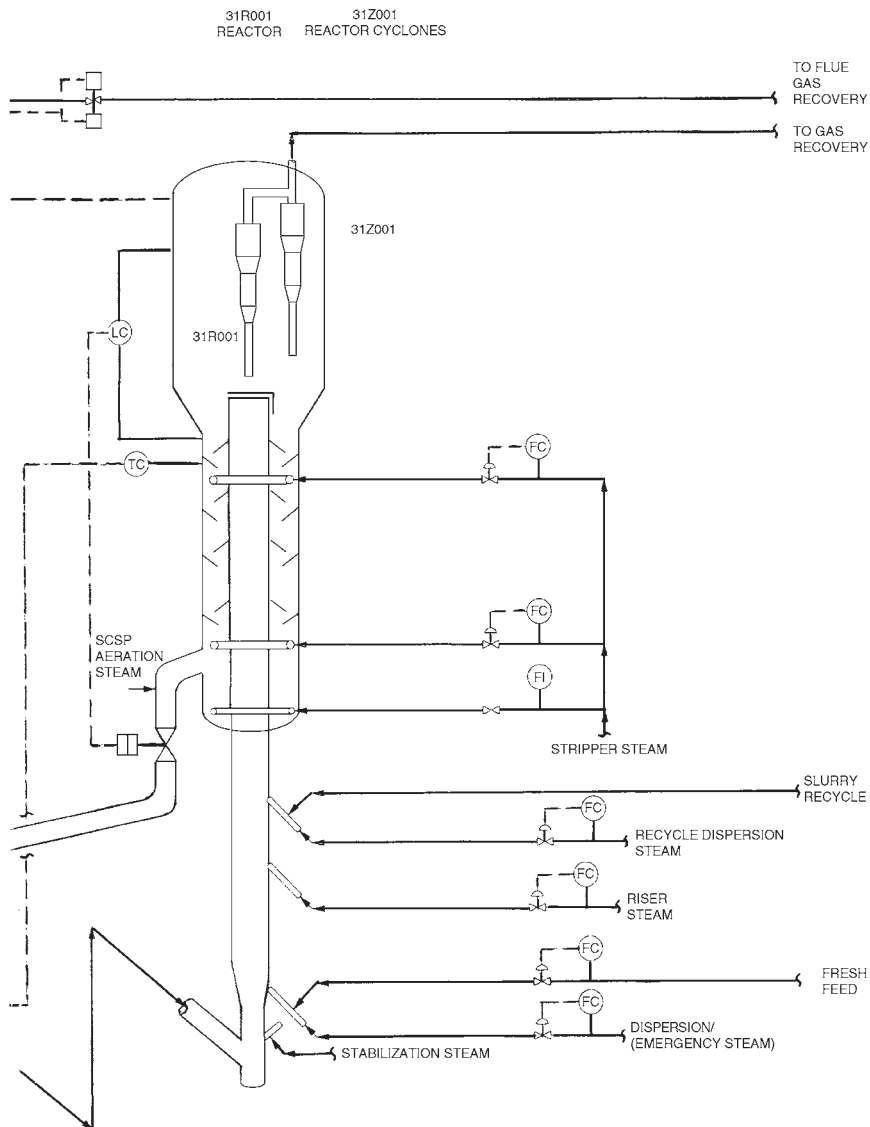 31R001
REACTOR
31Z001
REACTOR CYCLONES
TO FLUE
GAS
RECOVERY
TO GAS
RECOVERY
31Z001
31R001
LC
TC
FC
FC
SCSP
AERATION
STEAM
FI
STRIPPER STEAM
SLURRY
RECYCLE
FC
RECYCLE DISPERSION
STEAM
FC
RISER
STEAM
FC
FRESH
FEED
FC
DISPERSION/
(EMERGENCY STEAM)
STABILIZATION STEAM